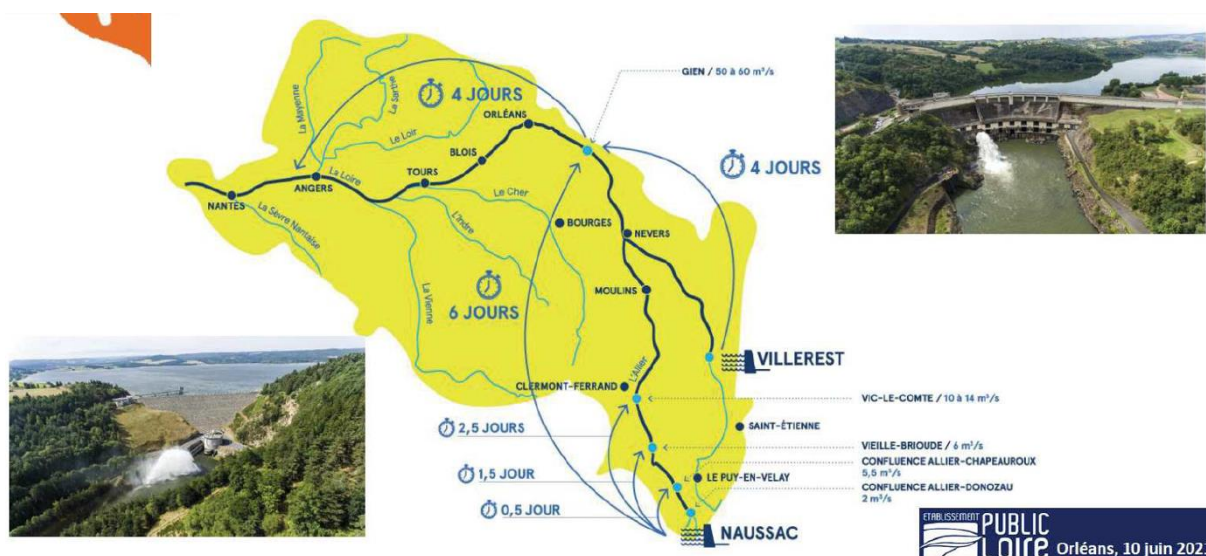 GIEN / 50 à 60 m³/s
La Mayenne
La Sarthe
4 JOURS
Le Loir
ORLÉANS
BLOIS
4 JOURS
TOURS
La Loire
ANGERS
NANTES
Le Cher
La Sèvre Nantaise
L'Indre
BOURGES
NEVERS
La Vienne
6 JOURS
MOULINS
VILLEREST
L'Allier
CLERMONT-FERRAND
VIC-LE-COMTE / 10 à 14 m³/s
2,5 JOURS
SAINT-ÉTIENNE
VIEILLE-BRIOUDE / 6 m³/s
1,5 JOUR
LE PUY-EN-VELAY
CONFLUENCE ALLIER-CHAPEAUROUX
5,5 m³/s
CONFLUENCE ALLIER-DONOZAU
2 m³/s
0,5 JOUR
NAUSSAC
ETABLISSEMENT
PUBLIC
LOIRE
Orléans, 10 juin